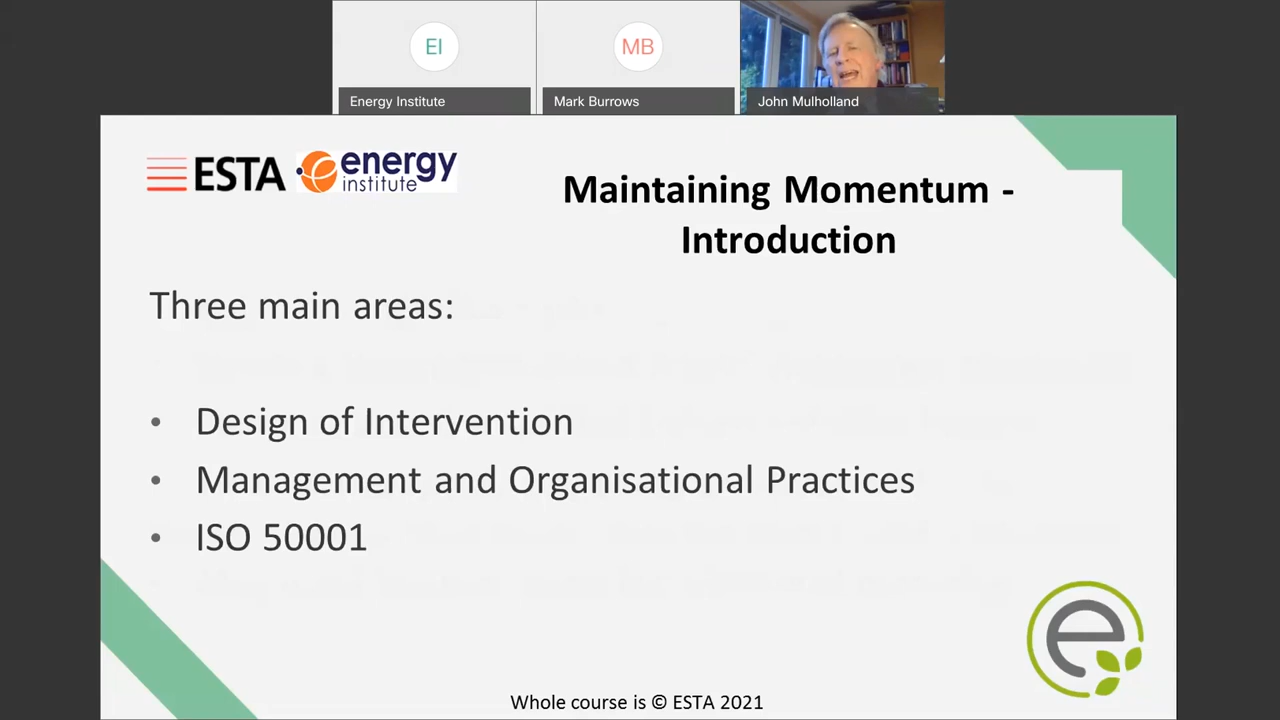 EI
MB
Energy Institute
Mark Burrows
John Mulholland
ESTA
energy
institute
Maintaining Momentum -
Introduction
Three main areas:
• Design of Intervention
• Management and Organisational Practices
• ISO 50001
e
Whole course is © ESTA 2021